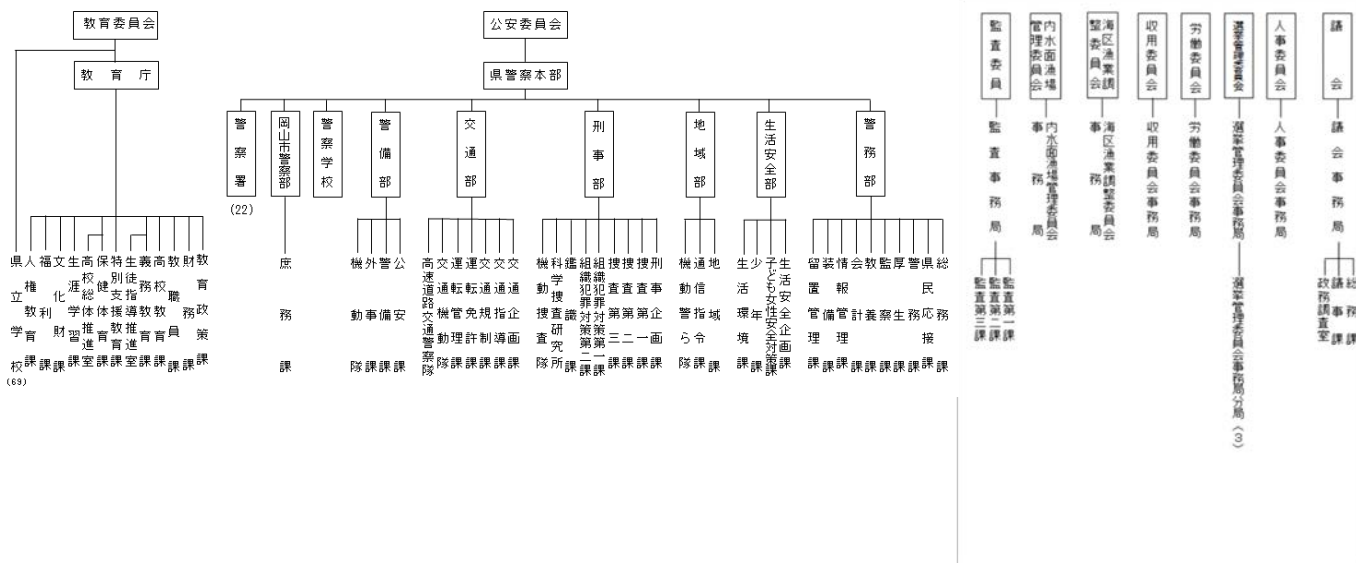 教育委員会
教育庁
県立学校
(69)
人権教育課
福利課
文化財課
生涯学習課
高校総体推進室
保健体育課
特別支援教育課
生徒指導推進室
義務教育課
高校教育課
教職員課
財務課
教育政策課
公安委員会
県警察本部
警察署
(22)
岡山市警察部
警察学校
警備部
交通部
刑事部
地域部
生活安全部
警務部
庶務課
機動隊
外事課
警備課
公安課
高速道路交通警察隊
交通機動隊
運転管理課
運転免許課
交通規制課
交通指導課
交通企画課
機動捜査隊
科学捜査研究所
鑑識課
組織犯罪対策第二課
組織犯罪対策第一課
捜査第三課
捜査第二課
捜査第一課
刑事企画課
機動警ら隊
通信指令課
地域課
生活環境課
少年課
子ども女性安全対策課
生活安全企画課
留置管理課
装備課
情報管理課
会計課
教養課
監察課
厚生課
警務課
県民応接課
総務課
監査委員
内水面漁場
管理委員会
海区漁業調
整委員会
収用委員会
労働委員会
選挙管理委員会
人事委員会
議会
監査事務局
内水面漁場管理委員会
事務局
海区漁業調整委員会
事務局
収用委員会事務局
労働委員会事務局
選挙管理委員会事務局
人事委員会事務局
議会事務局
監査第三課
監査第二課
監査第一課
選挙管理委員会事務局分局(3)
政務調査室
議事課
総務課